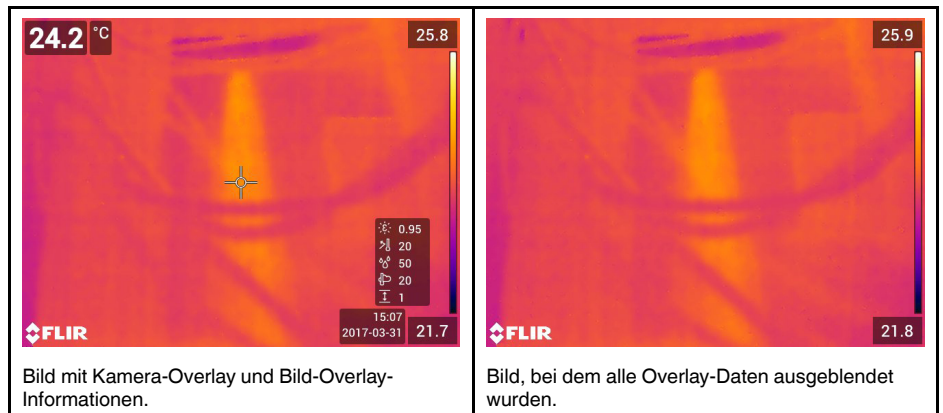 24.2 °C
25.8
0.95
20
50
20
1
15:07
2017-03-31
21.7
FLIR
Bild mit Kamera-Overlay und Bild-Overlay-
Informationen.
25.9
21.8
FLIR
Bild, bei dem alle Overlay-Daten ausgeblendet
wurden.